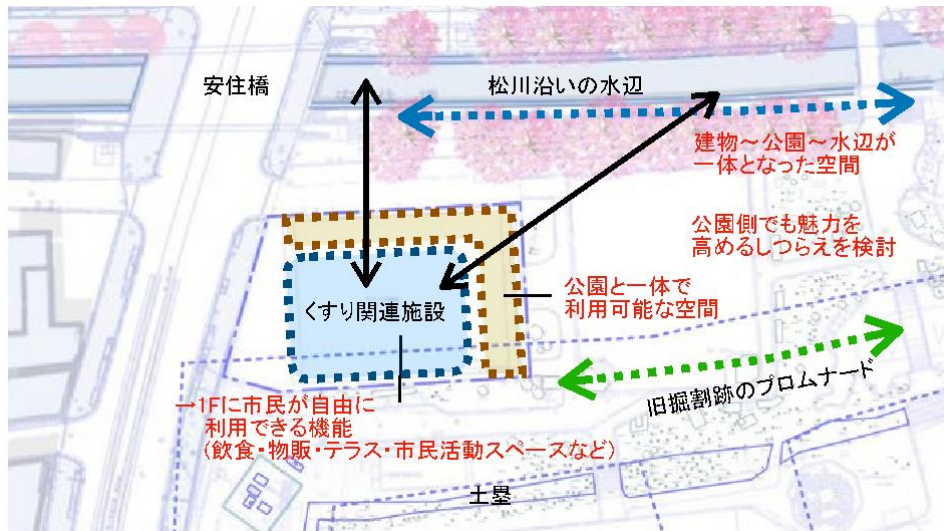 安住橋
松川沿いの水辺
建物～公園～水辺が
一体となった空間
公園側でも魅力を
高めるしつらえを検討
公園と一体で
利用可能な空間
くすり関連施設
旧掘割跡のプロムナード
→1Fに市民が自由に
利用できる機能
(飲食・物販・テラス・市民活動スペースなど)
土塁